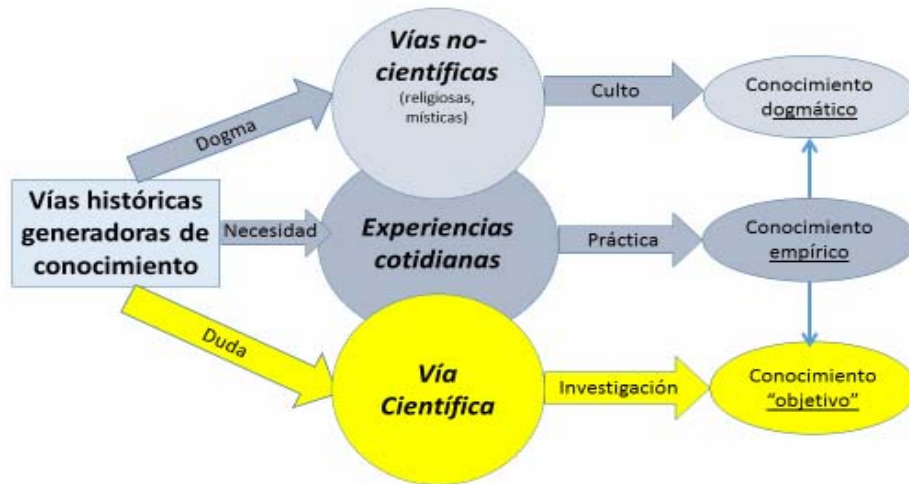 Vías no-
científicas
(religiosas,
místicas)
Dogma
Culto
Conocimiento
dogmático
Vías históricas
generadoras de
conocimiento
Necesidad
Experiencias
cotidianas
Práctica
Conocimiento
empírico
Duda
Vía
Científica
Investigación
Conocimiento
“objetivo”